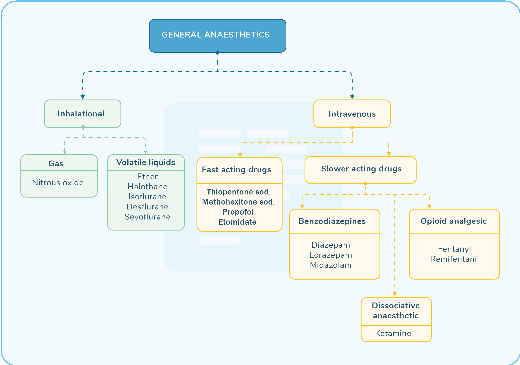 GENERAL ANAESTHETICS
Inhalational
Intravenous
Gas
Nitrous oxide
Volatile liquids
Ether
Halothane
Isoflurane
Desflurane
Sevoflurane
Fast acting drugs
Thiopentone sod.
Methohexitone sod.
Propofol
Etomidate
Slower acting drugs
Benzodiazepines
Diazepam
Lorazepam
Midazolam
Opioid analgesic
Fentanyl
Remifentani
Dissociative
anaesthetic
Ketamine